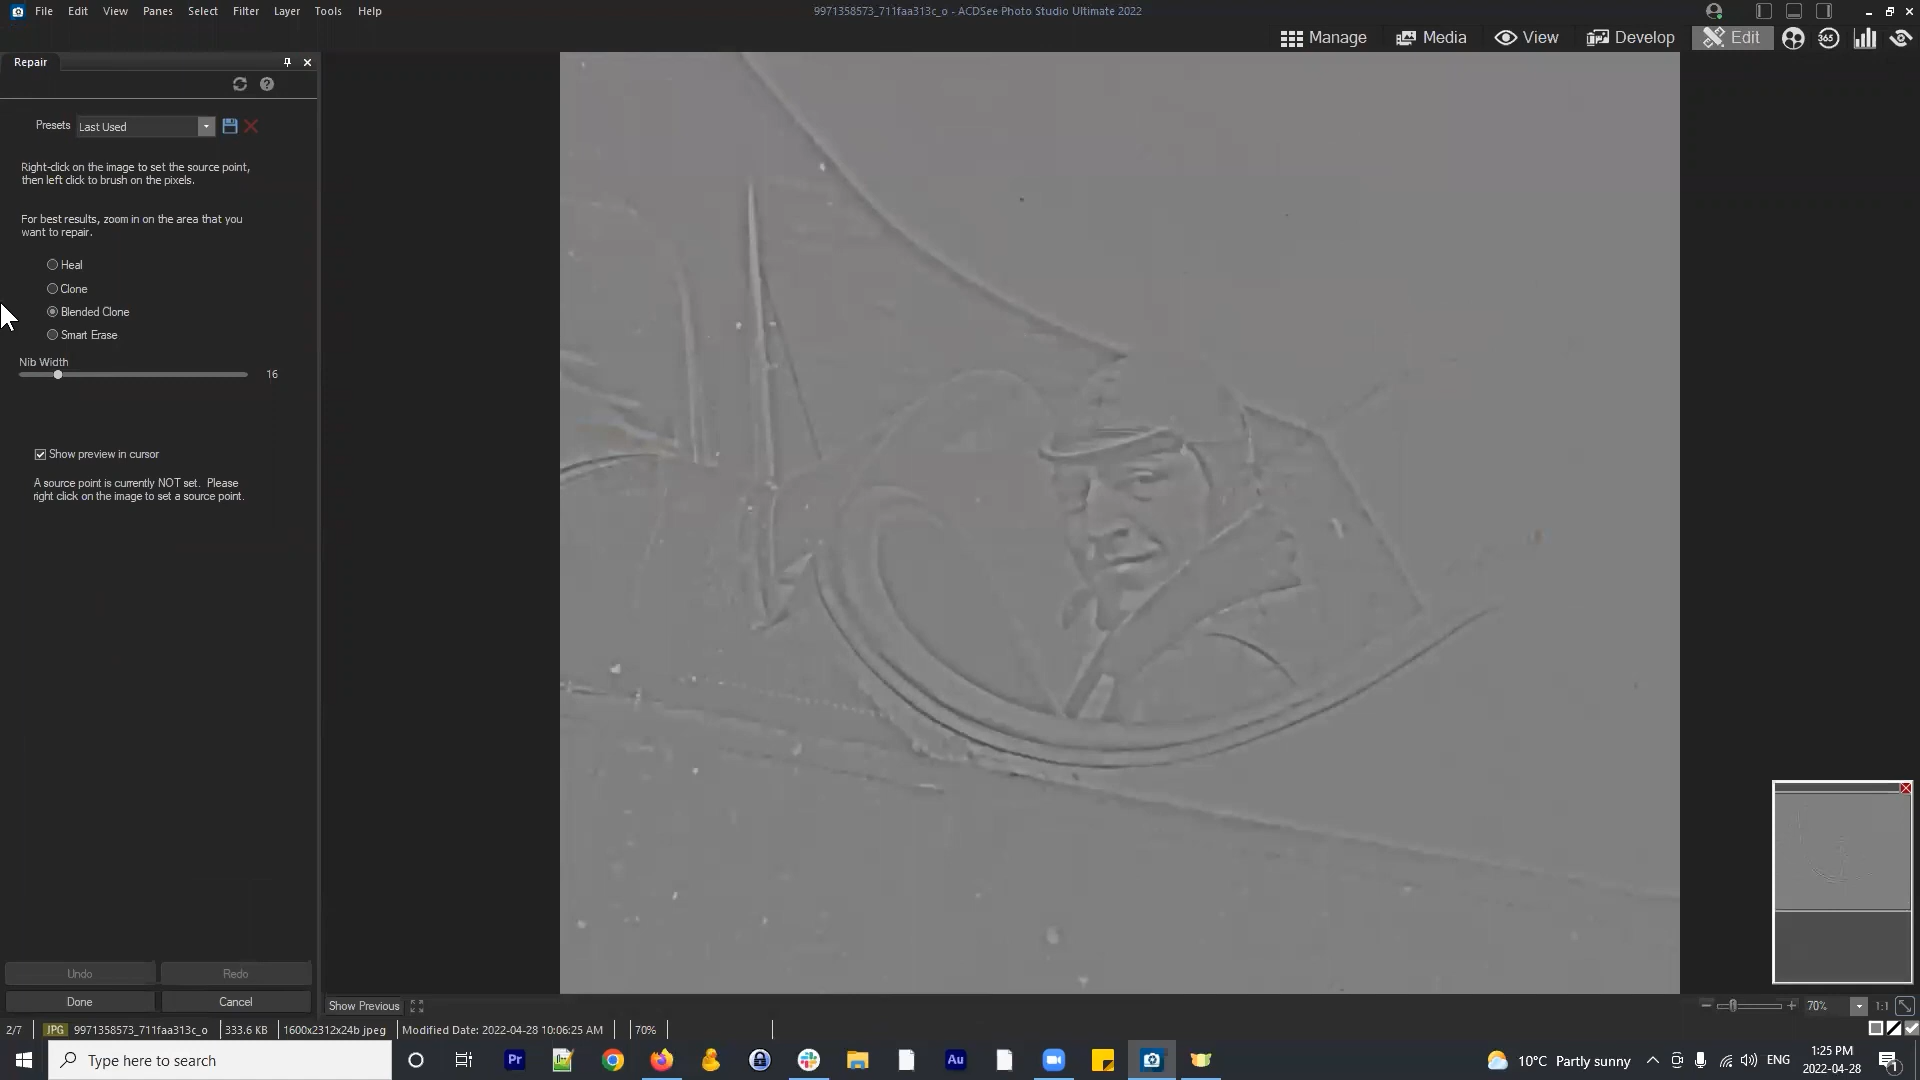 File Edit View Panes Select Filter Layer Tools Help
9971358573_711faa313c_o - ACDSee Photo Studio Ultimate 2022
Manage Media View Develop Edit 365
Repair
Presets Last Used
Right-click on the image to set the source point,
then left click to brush on the pixels.
For best results, zoom in on the area that you
want to repair.
Heal
Clone
Blended Clone
Smart Erase
Nib Width
16
Show preview in cursor
A source point is currently NOT set. Please
right click on the image to set a source point.
Undo Redo
Done Cancel
Show Previous
70% 1:1
2/7 JPG 9971358573_711faa313c_o 333.6 KB 1600x2312x24b jpeg Modified Date: 2022-04-28 10:06:25 AM 70%
Type here to search
Pr Au
10°C Partly sunny ENG
1:25 PM
2022-04-28
1